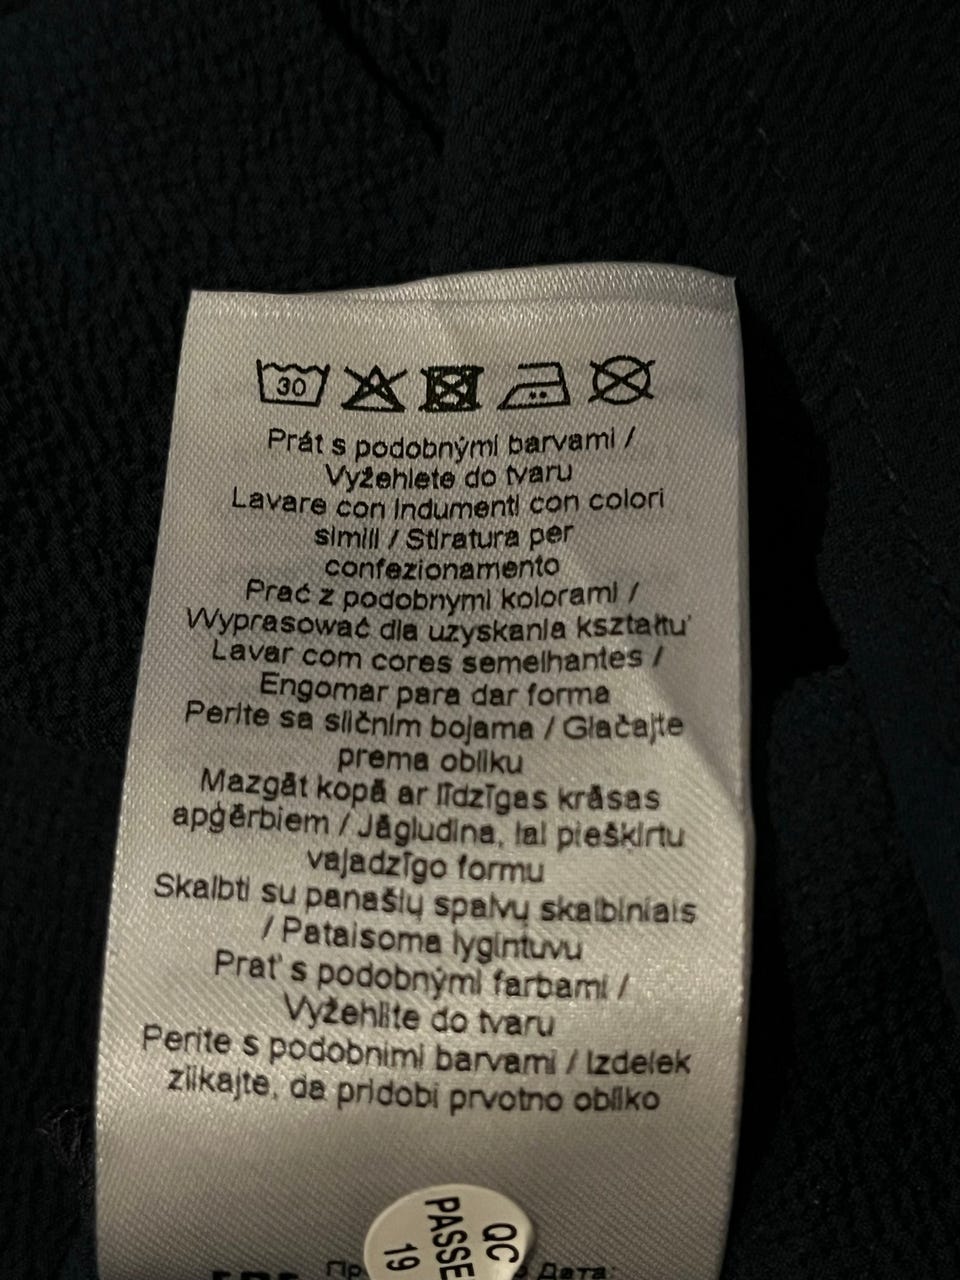 30
Prát s podobnými barvami /
Vyžehlete do tvaru
Lavare con indumenti con colori
simili / Stiratura per
confezionamento
Prać z podobnymi kolorami /
Wyprasować dla uzyskania kształtu
Lavar com cores semelhantes /
Engomar para dar forma
Perite sa sličnim bojama / Glačajte
prema obliku
Mazgāt kopā ar līdzīgas krāsas
apģērbiem / Jāgludina, lai piešķirtu
vajadzīgo formu
Skalbti su panašių spalvų skalbiniais
/ Pataisoma lygintuvu
Prať s podobnými farbami /
Vyžehlite do tvaru
Perite s podobnimi barvami / Izdelek
zlikajte, da pridobi prvotno obliko
QC
PASSE
19
Дата: